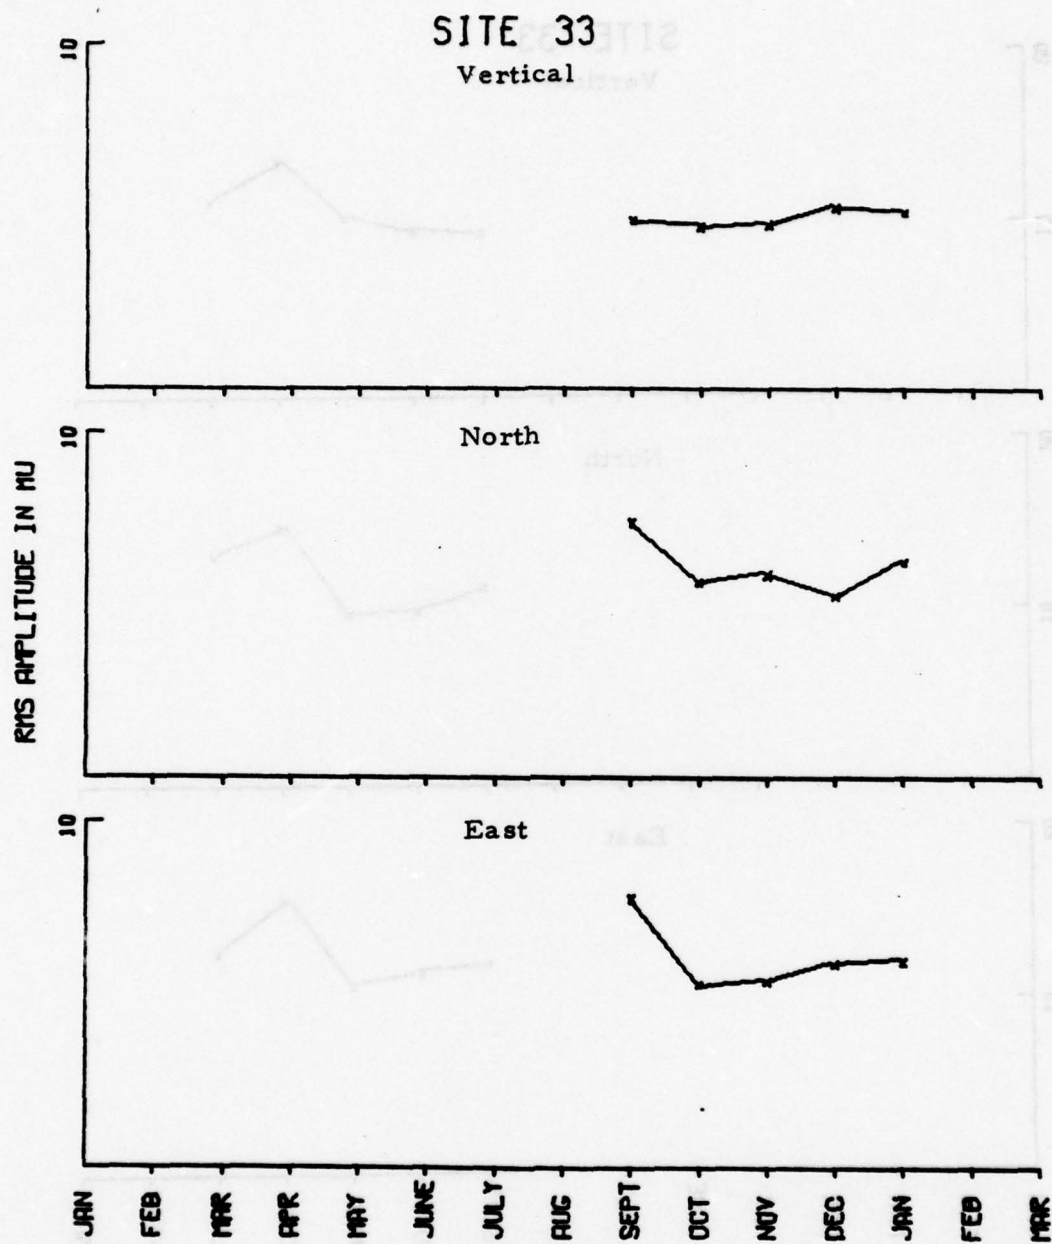 SITE 33
Vertical
10
North
10
East
10
RMS AMPLITUDE IN MU
JAN
FEB
MAR
APR
MAY
JUNE
JULY
AUG
SEPT
OCT
NOV
DEC
JAN
FEB
MAR